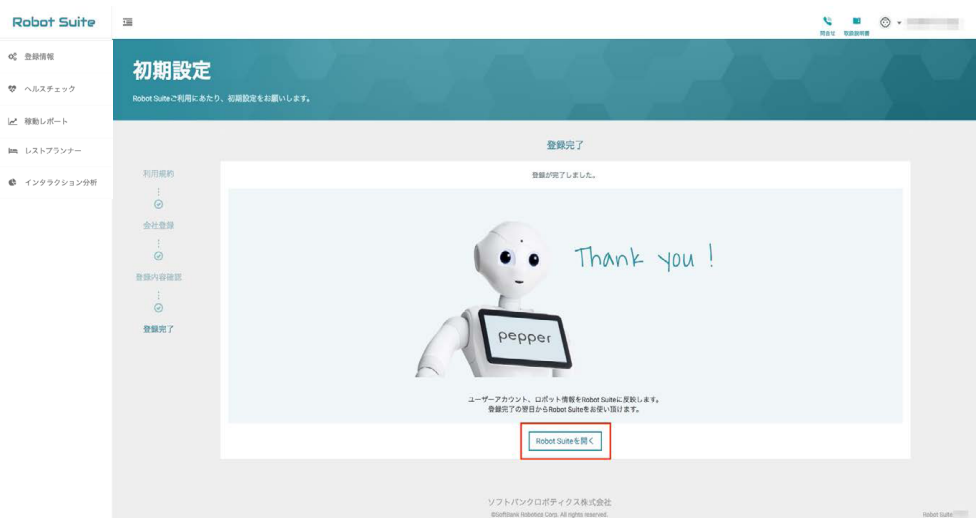 Robot Suite
問合せ
取扱説明書
登録情報
ヘルスチェック
稼動レポート
レストプランナー
インタラクション分析
初期設定
Robot Suiteご利用にあたり、初期設定をお願いします。
登録完了
利用規約
会社登録
登録内容確認
登録完了
登録が完了しました。
Thank you !
pepper
ユーザーアカウント、ロボット情報をRobot Suiteに反映します。
登録完了の翌日からRobot Suiteをお使い頂けます。
Robot Suiteを開く
ソフトバンクロボティクス株式会社
©SoftBank Robotics Corp. All rights reserved.
Robot Suite